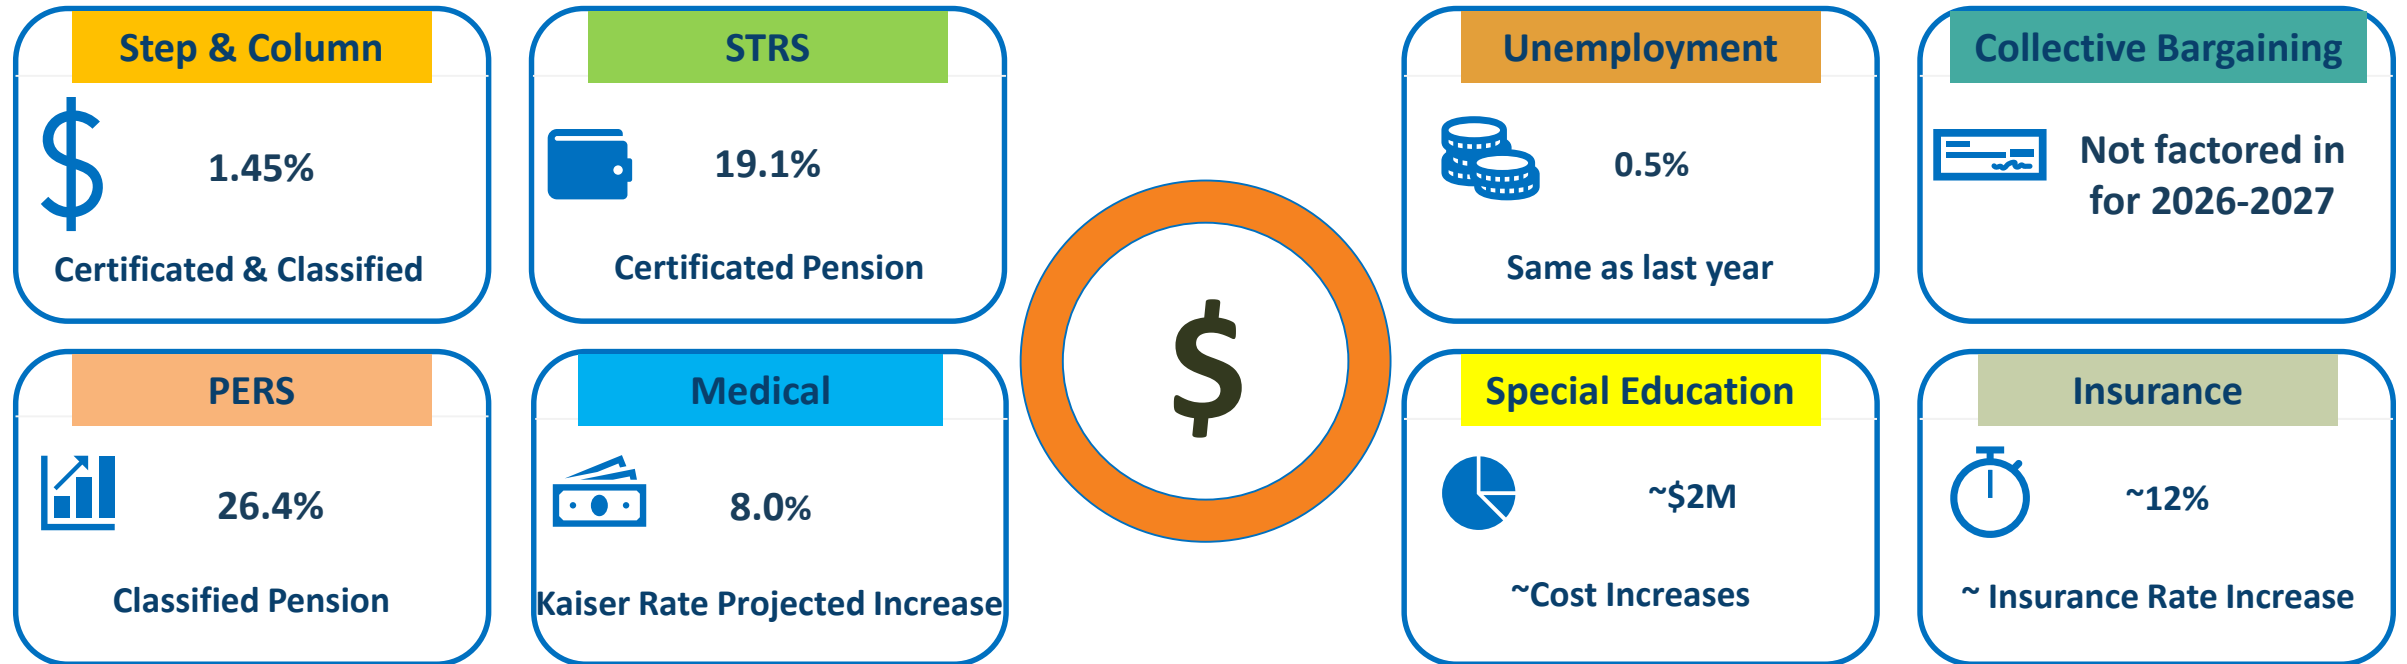 Step & Column
1.45%
Certificated & Classified
STRS
19.1%
Certificated Pension
PERS
26.4%
Classified Pension
Medical
8.0%
Kaiser Rate Projected Increase
$
Unemployment
0.5%
Same as last year
Collective Bargaining
Not factored in
for 2026-2027
Special Education
~$2M
~Cost Increases
Insurance
~12%
~ Insurance Rate Increase